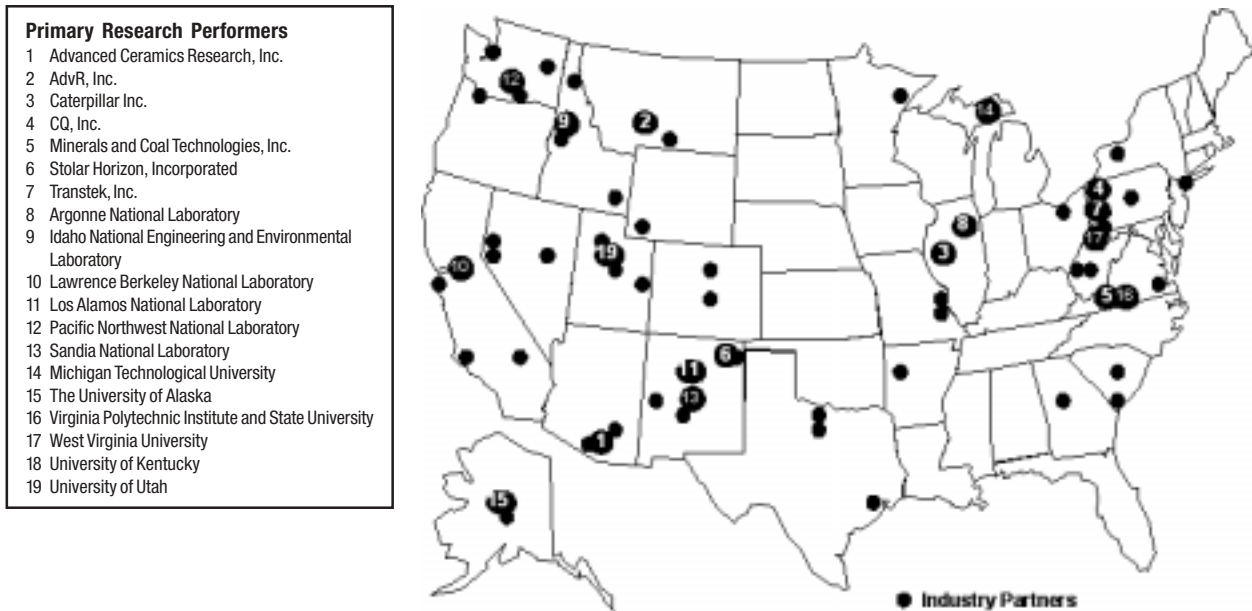 Primary Research Performers
1 Advanced Ceramics Research, Inc.
2 AdvR, Inc.
3 Caterpillar Inc.
4 CQ, Inc.
5 Minerals and Coal Technologies, Inc.
6 Stolar Horizon, Incorporated
7 Transtek, Inc.
8 Argonne National Laboratory
9 Idaho National Engineering and Environmental
Laboratory
10 Lawrence Berkeley National Laboratory
11 Los Alamos National Laboratory
12 Pacific Northwest National Laboratory
13 Sandia National Laboratory
14 Michigan Technological University
15 The University of Alaska
16 Virginia Polytechnic Institute and State University
17 West Virginia University
18 University of Kentucky
19 University of Utah
12
9
2
14
4
7
17
8
3
19
10
5
16
6
11
13
1
15
Industry Partners